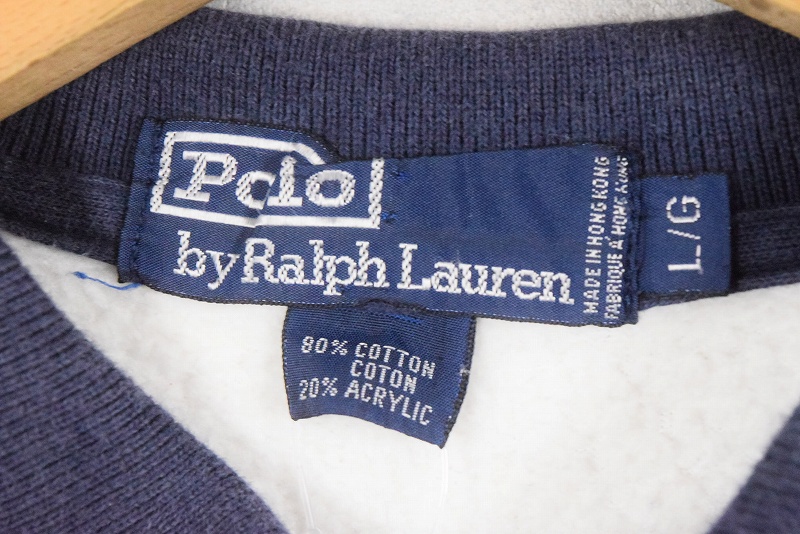 Polo
by Ralph Lauren
MADE IN HONG KONG
FABRIQUE À HONG KONG
L/G
80% COTTON
COTON
20% ACRYLIC